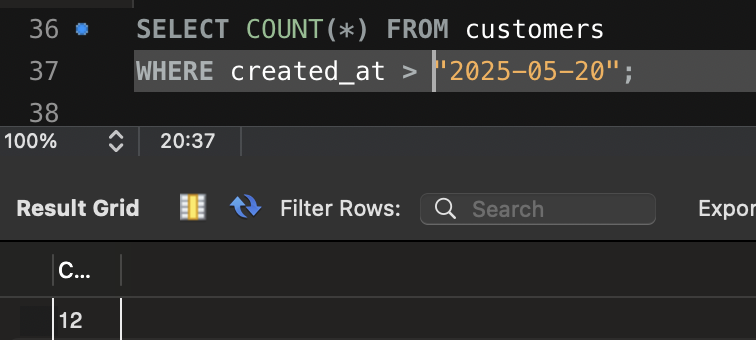 36 SELECT COUNT(*) FROM customers
37 WHERE created_at > "2025-05-20";
38
100% 20:37
Result Grid Filter Rows: Search Expor
C...
12